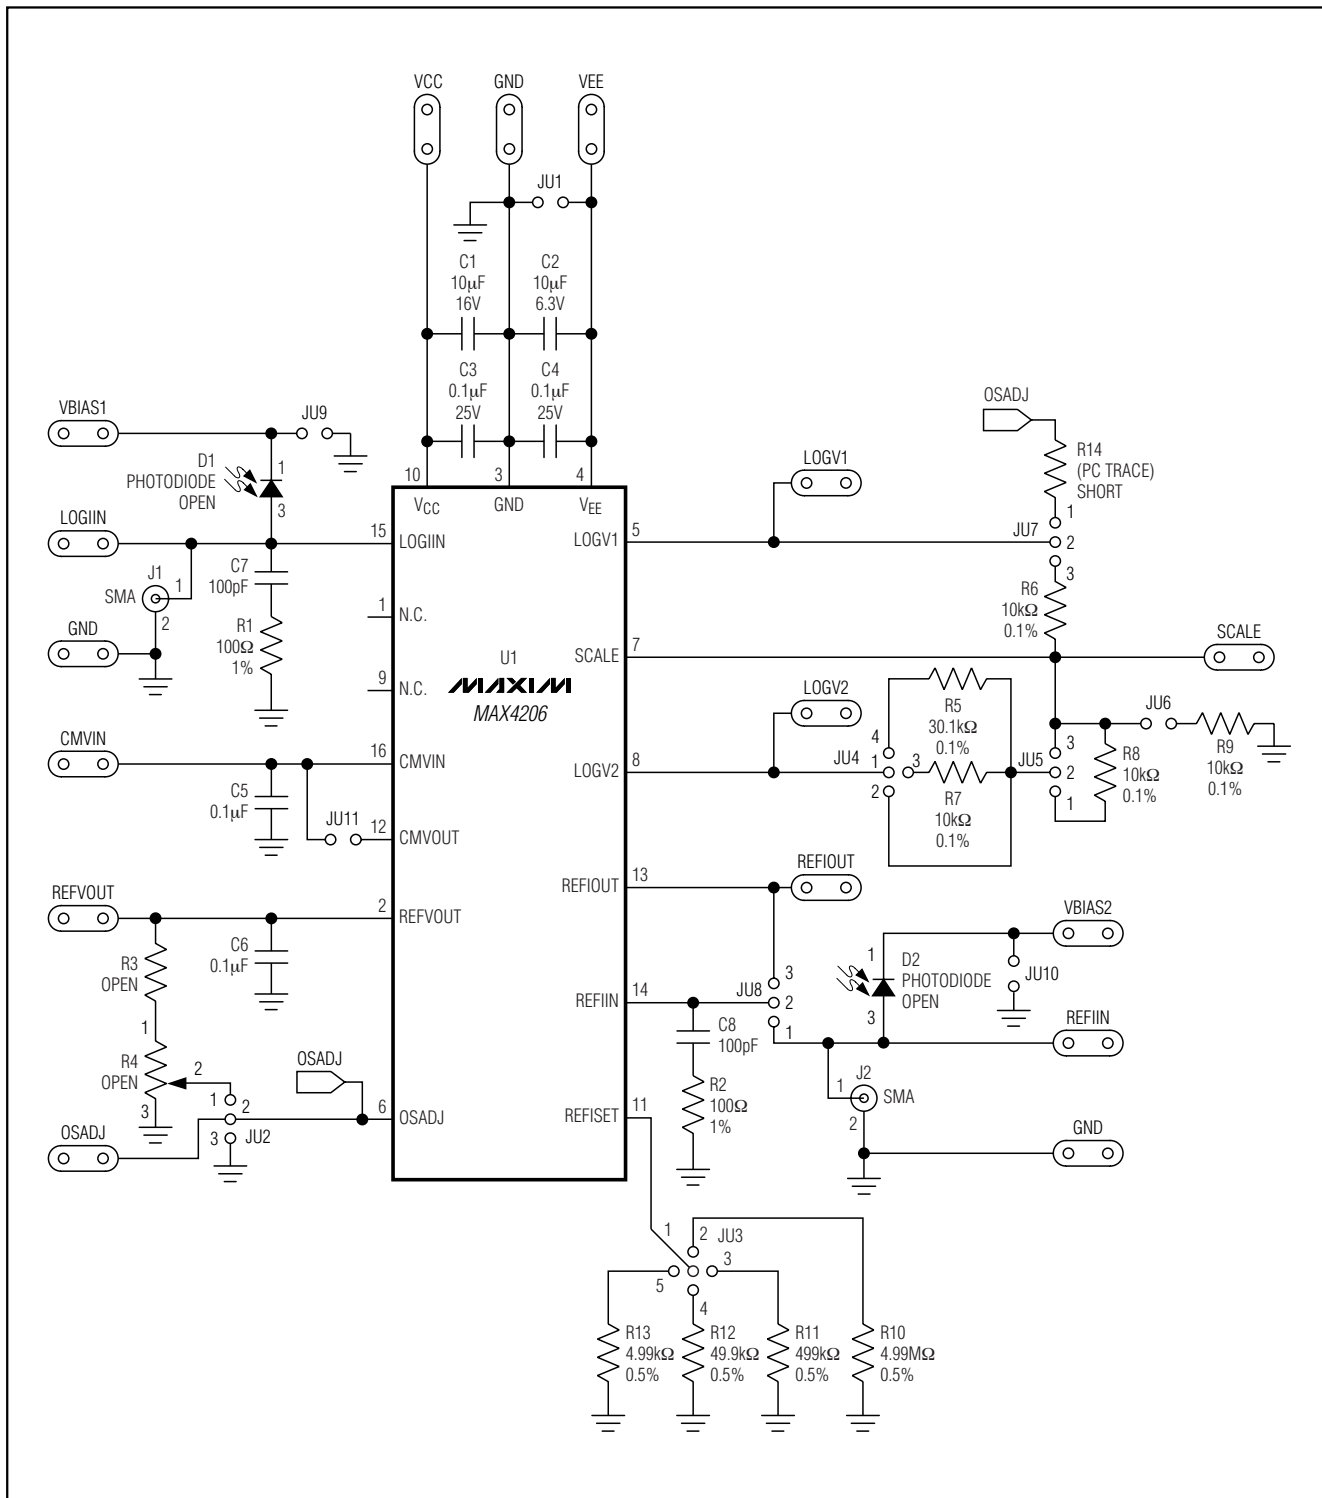 VCC
GND
VEE
JU1
C1
10µF
16V
C2
10µF
6.3V
C3
0.1µF
25V
C4
0.1µF
25V
10
3
4
VCC
GND
VEE
VBIAS1
JU9
D1
PHOTODIODE
OPEN
1
3
LOGIIN
15
LOGIIN
J1
SMA
1
2
C7
100pF
R1
100Ω
1%
GND
1
N.C.
9
N.C.
U1
MAXIM
MAX4206
CMVIN
16
CMVIN
C5
0.1µF
JU11
12
CMVOUT
REFVOUT
2
REFVOUT
R3
OPEN
C6
0.1µF
1
R4
OPEN
2
3
1
2
3
JU2
OSADJ
6
OSADJ
OSADJ
LOGV1
5
LOGV1
OSADJ
R14
(PC TRACE)
SHORT
1
JU7
2
3
R6
10kΩ
0.1%
SCALE
7
SCALE
LOGV2
8
LOGV2
R5
30.1kΩ
0.1%
4
JU4
1
3
2
R7
10kΩ
0.1%
JU5
3
2
1
JU6
R8
10kΩ
0.1%
R9
10kΩ
0.1%
REFIOUT
13
REFIOUT
VBIAS2
1
D2
PHOTODIODE
OPEN
3
JU10
REFIIN
14
JU8
3
2
1
REFIIN
C8
100pF
R2
100Ω
1%
J2
1
SMA
2
GND
REFISET
11
1
2
JU3
3
5
4
R13
4.99kΩ
0.5%
R12
49.9kΩ
0.5%
R11
499kΩ
0.5%
R10
4.99MΩ
0.5%